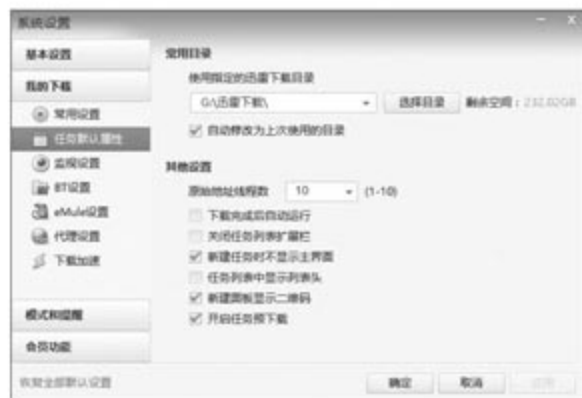 系统设置
基本设置
我的下载
常用设置
任务默认属性
监视设置
BT设置
eMule设置
代理设置
下载加速
模式和提醒
会员功能
常用目录
使用指定的迅雷下载目录
G:\迅雷下载\ 选择目录 剩余空间：232.02GB
自动修改为上次使用的目录
其他设置
原始地址线程数 10 (1-10)
下载完成后自动运行
关闭任务列表扩展栏
新建任务时不显示主界面
任务列表中显示列表头
新建面板显示二维码
开启任务预下载
恢复全部默认设置 确定 取消 应用